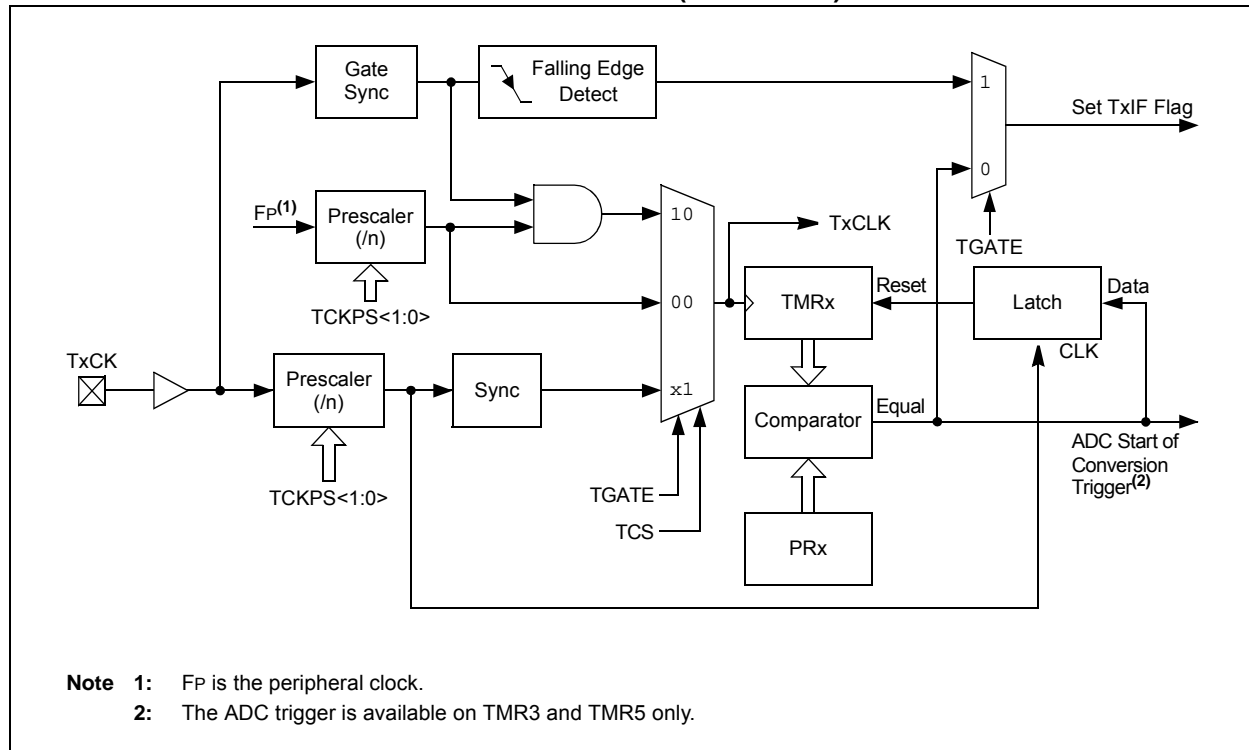 Gate
Sync
Falling Edge
Detect
1
Set TxIF Flag
0
FP(1)
Prescaler
(/n)
10
TxCLK
TGATE
TCKPS<1:0>
00
TMRx
Reset
Latch
Data
CLK
TxCK
Prescaler
(/n)
Sync
x1
Comparator
Equal
ADC Start of
Conversion
Trigger(2)
TCKPS<1:0>
TGATE
TCS
PRx
Note 1: FP is the peripheral clock.
2: The ADC trigger is available on TMR3 and TMR5 only.